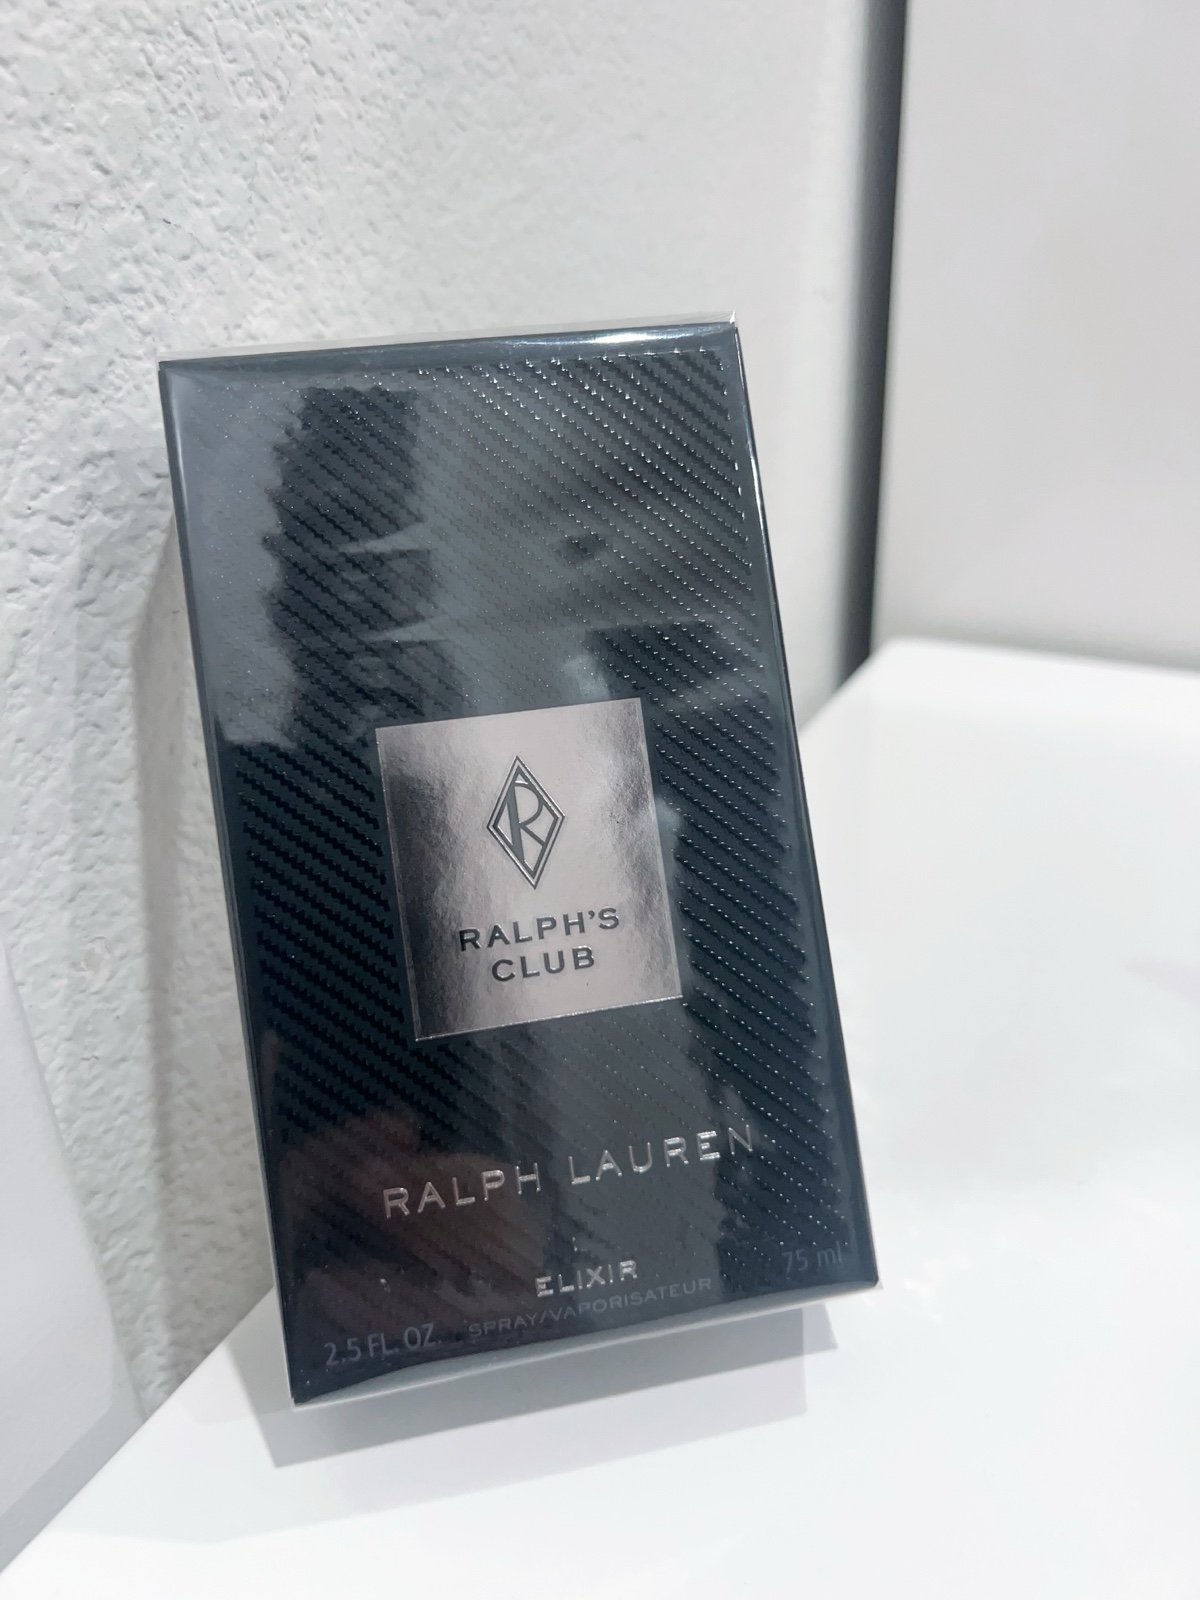 R
RALPH'S
CLUB
RALPH LAUREN
ELIXIR
SPRAY/VAPORISATEUR
2.5 FL. OZ.
75 ml